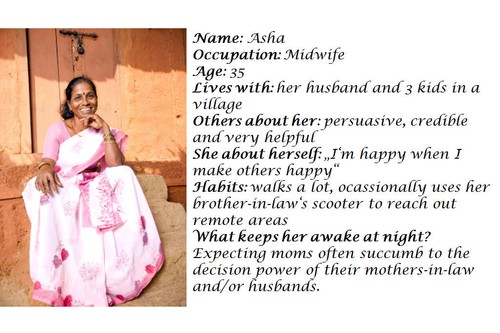 Name: Asha
Occupation: Midwife
Age: 35
Lives with: her husband and 3 kids in a
village
Others about her: persuasive, credible
and very helpful
She about herself: „I‘m happy when I
make others happy“
Habits: walks a lot, ocassionally uses her
brother-in-law‘s scooter to reach out
remote areas
What keeps her awake at night?
Expecting moms often succumb to the
decision power of their mothers-in-law
and/or husbands.